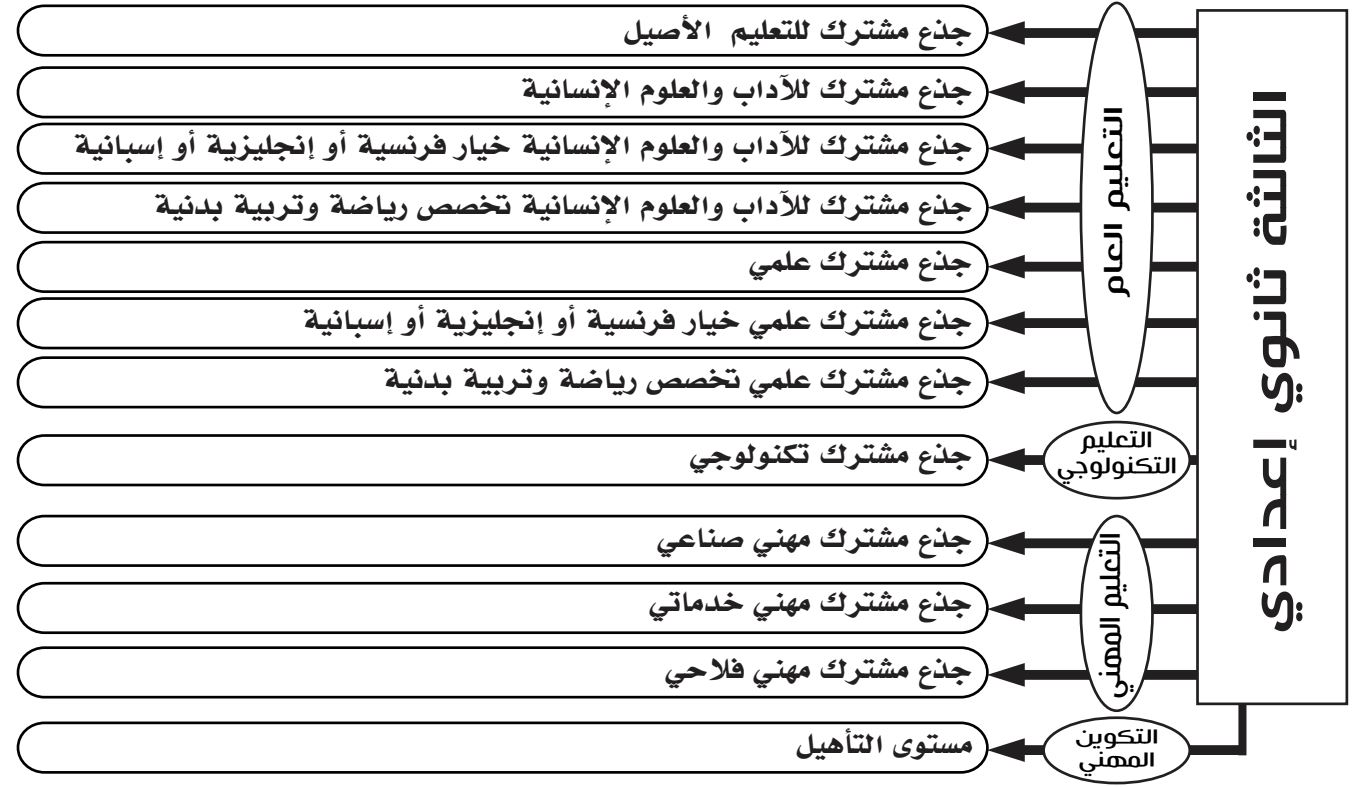 الثالثة ثانوي إعدادي
التعليم العام
جذع مشترك للتعليم الأصيل
جذع مشترك للآداب والعلوم الإنسانية
جذع مشترك للآداب والعلوم الإنسانية خيار فرنسية أو إنجليزية أو إسبانية
جذع مشترك للآداب والعلوم الإنسانية تخصص رياضة وتربية بدنية
جذع مشترك علمي
جذع مشترك علمي خيار فرنسية أو إنجليزية أو إسبانية
جذع مشترك علمي تخصص رياضة وتربية بدنية
التعليم
التكنولوجي
جذع مشترك تكنولوجي
التعليم المهني
جذع مشترك مهني صناعي
جذع مشترك مهني خدماتي
جذع مشترك مهني فلاحي
التكوين
المهني
مستوى التأهيل